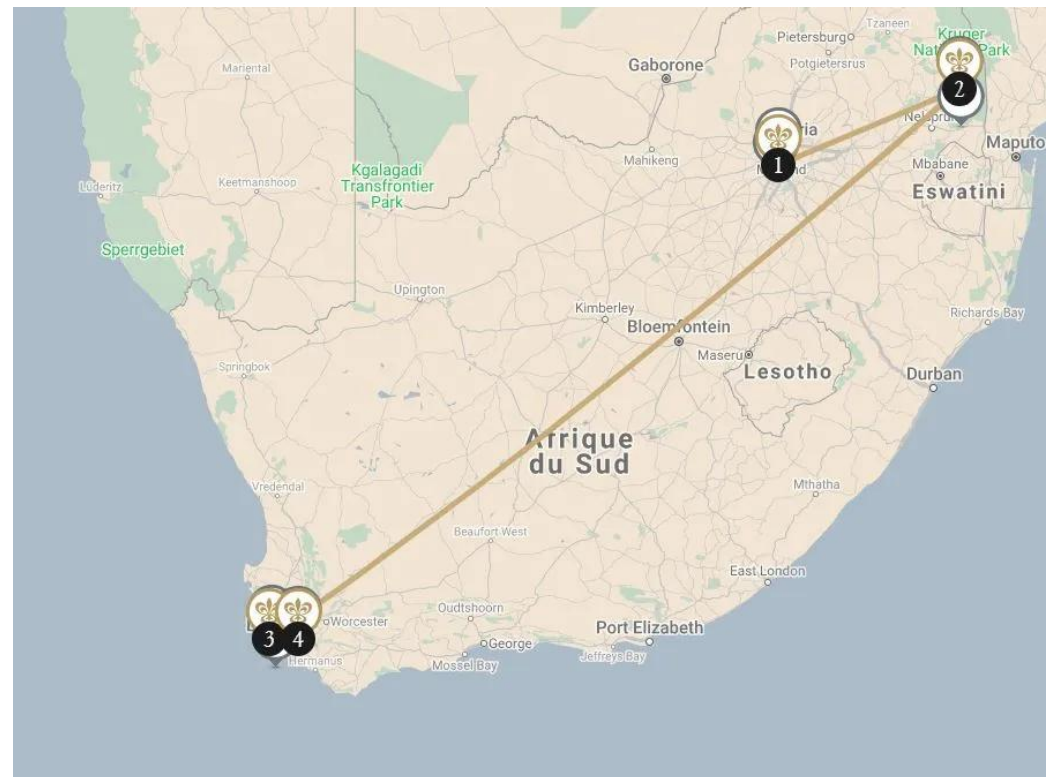 Tzaneen
Pietersburg
Kruger
National Park
Mariental
Gaborone
Potgietersrus
2
Nelspruit
Maputo
Mahikeng
1
Mbabane
Kgalagadi
Transfrontier
Park
Keetmanshoop
Lüderitz
Eswatini
Sperrgebiet
Upington
Kimberley
Richards Bay
Bloemfontein
Maseru
Lesotho
Springbok
Durban
Afrique
du Sud
Vredendal
Mthatha
Beaufort West
East London
Oudtshoorn
Worcester
Port Elizabeth
3 4
George
Hermanus
Mossel Bay
Jeffreys Bay